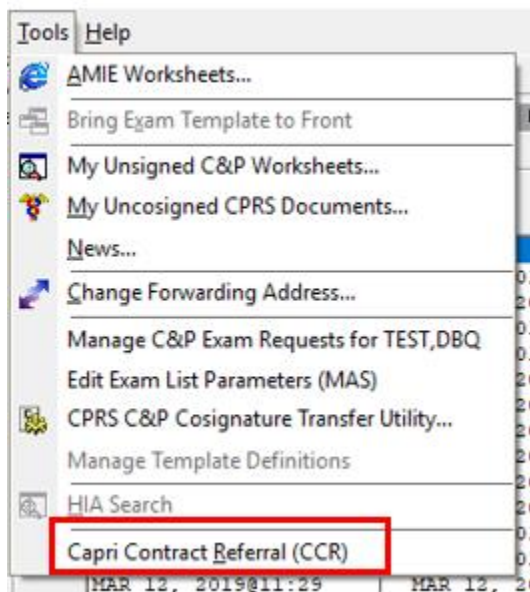 Tools Help
AMIE Worksheets...
Bring Exam Template to Front
My Unsigned C&P Worksheets...
My Uncosigned CPRS Documents...
News...
Change Forwarding Address...
Manage C&P Exam Requests for TEST,DBQ
Edit Exam List Parameters (MAS)
CPRS C&P Cosignature Transfer Utility...
Manage Template Definitions
HIA Search
Capri Contract Referral (CCR)
MAR 12, 2019@11:29 MAR 12, 2